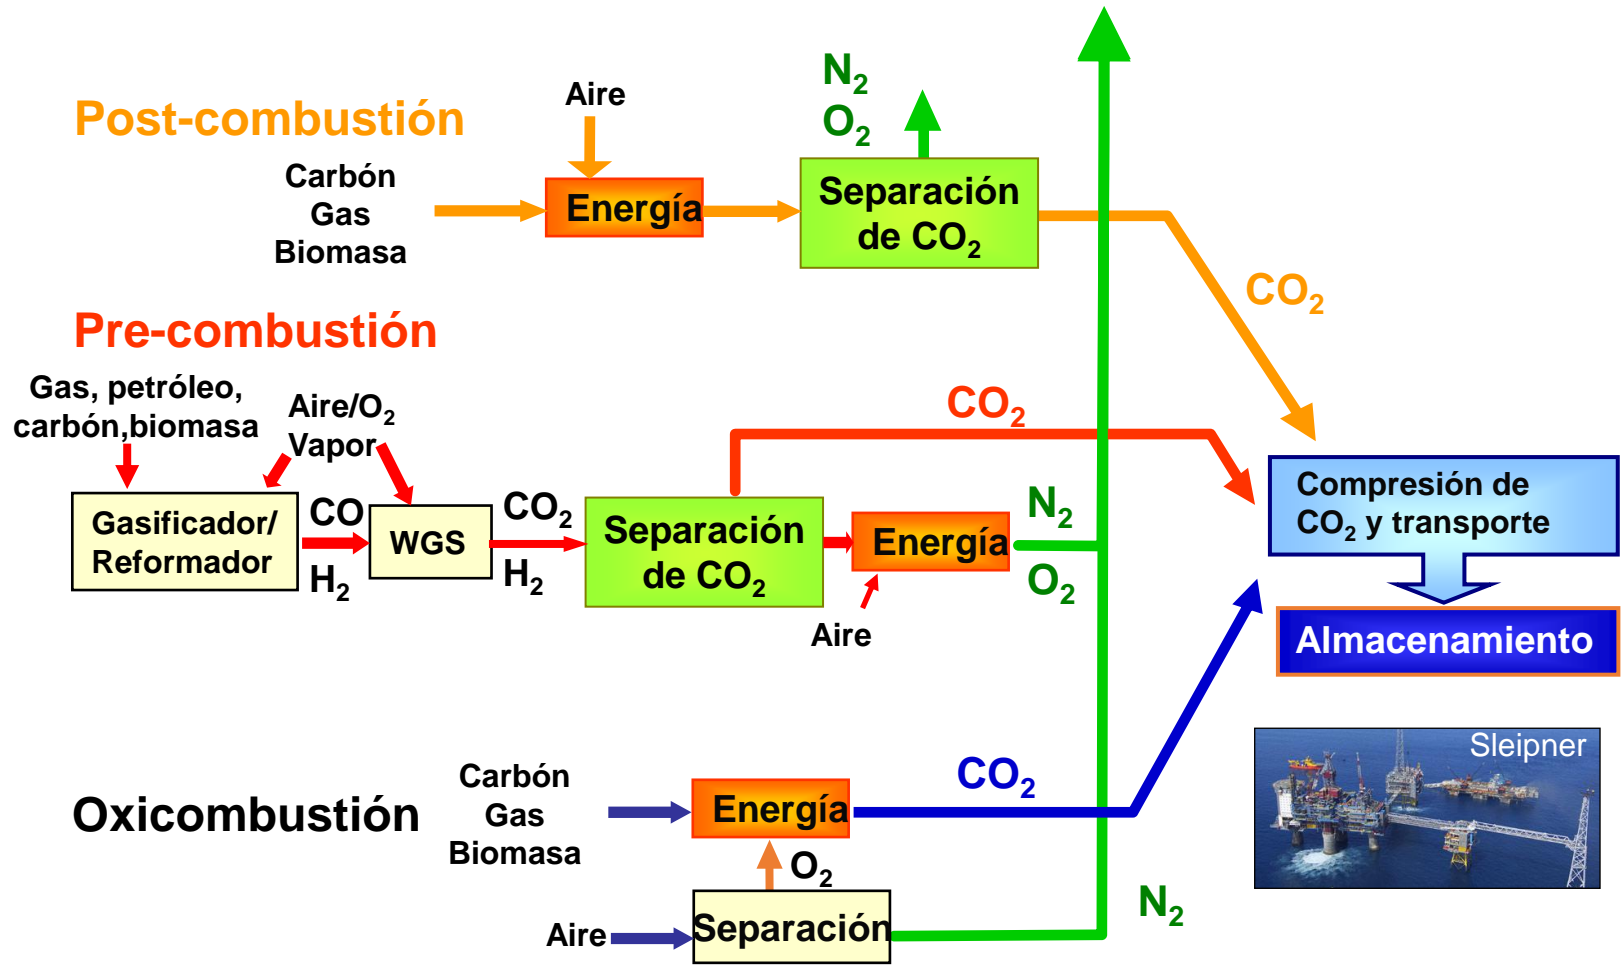 Post-combustión
Carbón
Gas
Biomasa
Aire
Energía
Separación
de CO₂
N₂
O₂
CO₂
Pre-combustión
Gas, petróleo,
carbón,biomasa
Aire/O₂
Vapor
Gasificador/
Reformador
CO
H₂
WGS
CO₂
H₂
Separación
de CO₂
CO₂
Energía
Aire
N₂
O₂
Compresión de
CO₂ y transporte
Almacenamiento
Sleipner
Oxicombustión
Carbón
Gas
Biomasa
Energía
CO₂
O₂
Aire
Separación
N₂